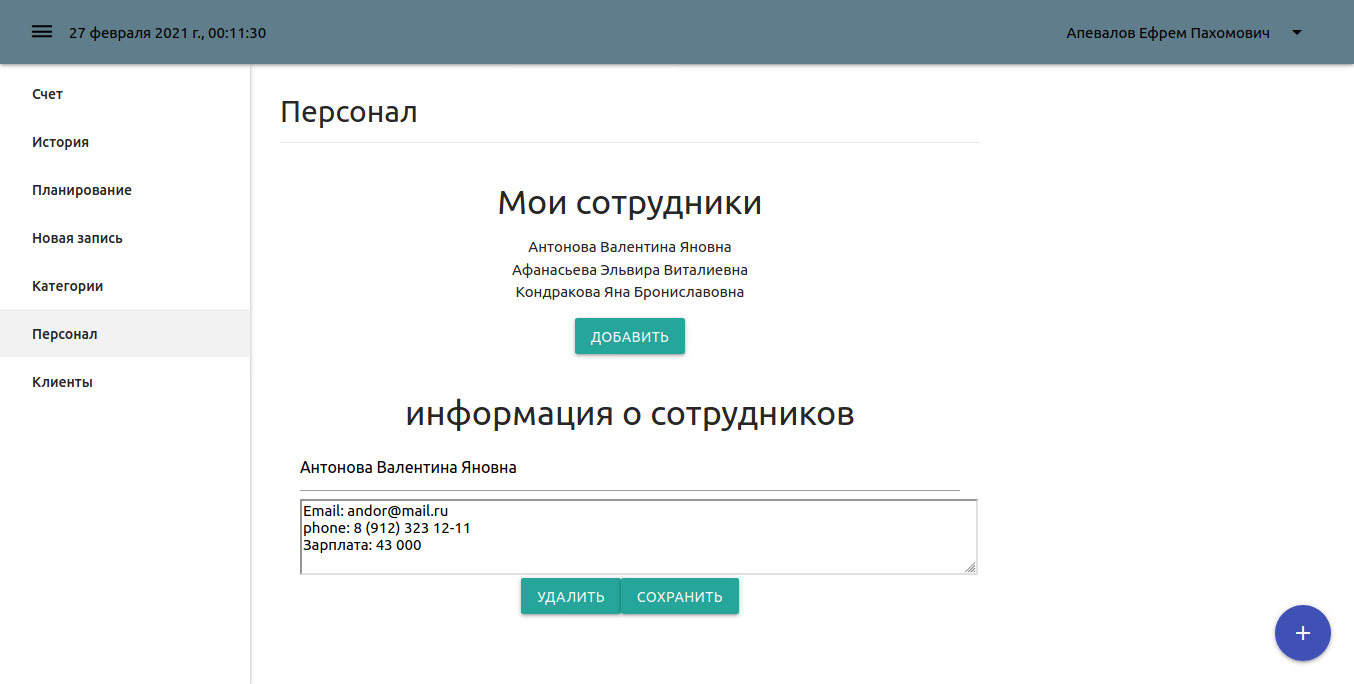 27 февраля 2021 г., 00:11:30
Апевалов Ефрем Пахомович
Счет
История
Планирование
Новая запись
Категории
Персонал
Клиенты
Персонал
Мои сотрудники
Антонова Валентина Яновна
Афанасьева Эльвира Виталиевна
Кондракова Яна Брониславовна
ДОБАВИТЬ
информация о сотрудников
Антонова Валентина Яновна
Email: andor@mail.ru
phone: 8 (912) 323 12-11
Зарплата: 43 000
УДАЛИТЬ СОХРАНИТЬ
+